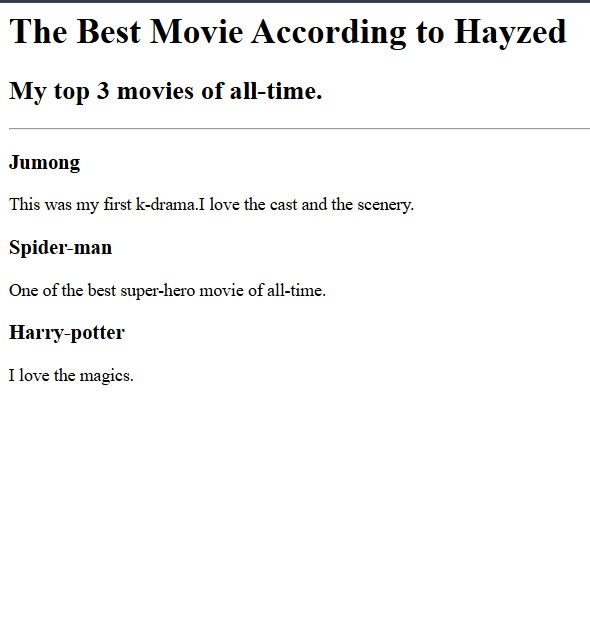 The Best Movie According to Hayzed
My top 3 movies of all-time.
Jumong
This was my first k-drama.I love the cast and the scenery.
Spider-man
One of the best super-hero movie of all-time.
Harry-potter
I love the magics.